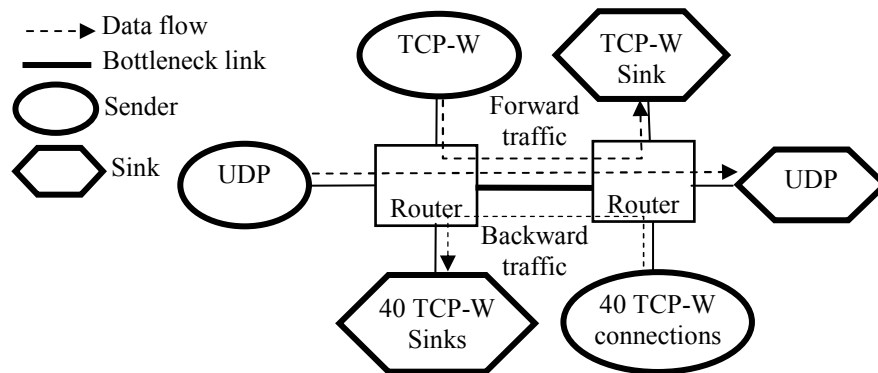 Data flow
Bottleneck link
Sender
Sink
TCP-W
TCP-W
Sink
Forward
traffic
UDP
Router
Router
UDP
Backward
traffic
40 TCP-W
Sinks
40 TCP-W
connections